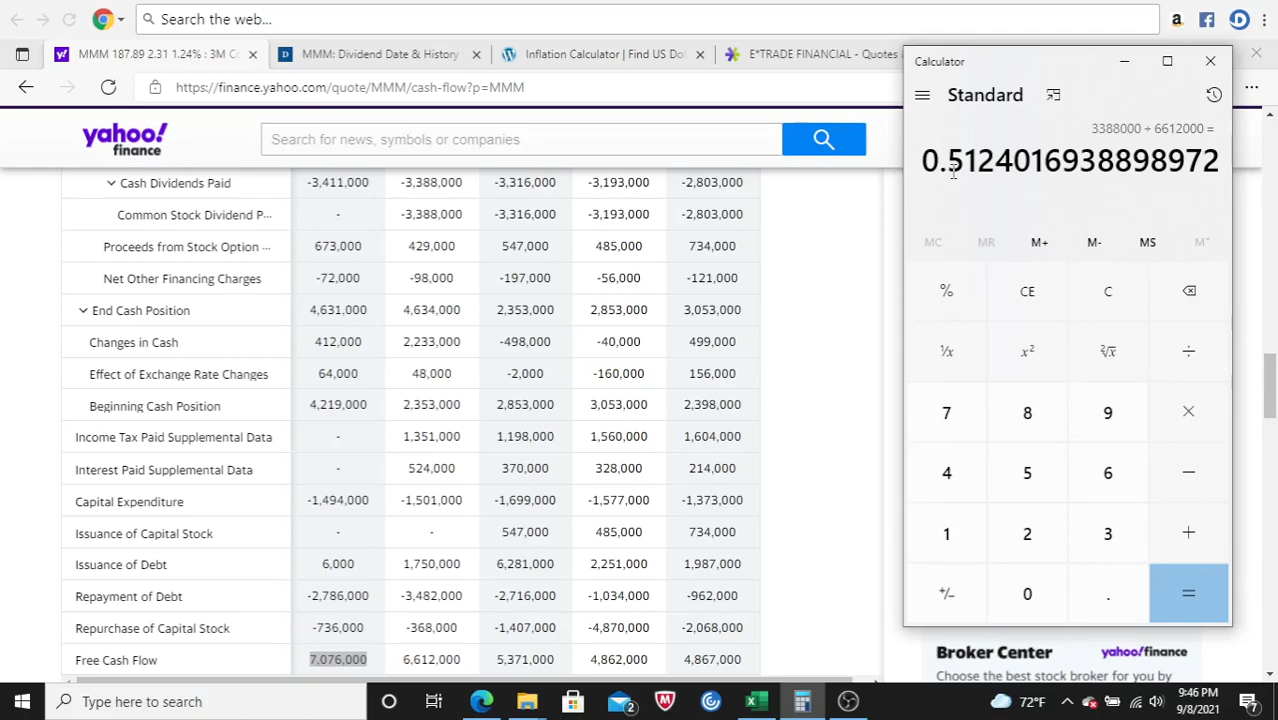 Search the web...
MMM 187.89 2.31 1.24% : 3M Co
MMM: Dividend Date & History
Inflation Calculator | Find US Dol
E*TRADE FINANCIAL - Quotes
https://finance.yahoo.com/quote/MMM/cash-flow?p=MMM
yahoo!
finance
Search for news, symbols or companies
Cash Dividends Paid -3,411,000 -3,388,000 -3,316,000 -3,193,000 -2,803,000
Common Stock Dividend P... - -3,388,000 -3,316,000 -3,193,000 -2,803,000
Proceeds from Stock Option ... 673,000 429,000 547,000 485,000 734,000
Net Other Financing Charges -72,000 -98,000 -197,000 -56,000 -121,000
End Cash Position 4,631,000 4,634,000 2,353,000 2,853,000 3,053,000
Changes in Cash 412,000 2,233,000 -498,000 -40,000 499,000
Effect of Exchange Rate Changes 64,000 48,000 -2,000 -160,000 156,000
Beginning Cash Position 4,219,000 2,353,000 2,853,000 3,053,000 2,398,000
Income Tax Paid Supplemental Data - 1,351,000 1,198,000 1,560,000 1,604,000
Interest Paid Supplemental Data - 524,000 370,000 328,000 214,000
Capital Expenditure -1,494,000 -1,501,000 -1,699,000 -1,577,000 -1,373,000
Issuance of Capital Stock - - 547,000 485,000 734,000
Issuance of Debt 6,000 1,750,000 6,281,000 2,251,000 1,987,000
Repayment of Debt -2,786,000 -3,482,000 -2,716,000 -1,034,000 -962,000
Repurchase of Capital Stock -736,000 -368,000 -1,407,000 -4,870,000 -2,068,000
Free Cash Flow 7,076,000 6,612,000 5,371,000 4,862,000 4,867,000
Calculator
Standard
3388000 ÷ 6612000 =
0.5124016938898972
MC MR M+ M- MS M˅
% CE C
¹/x x² ²√x ÷
7 8 9 ×
4 5 6 −
1 2 3 +
+/− 0 . =
Broker Center yahoo!finance
Choose the best stock broker for you by
Type here to search
2
72°F
9:46 PM
9/8/2021
7